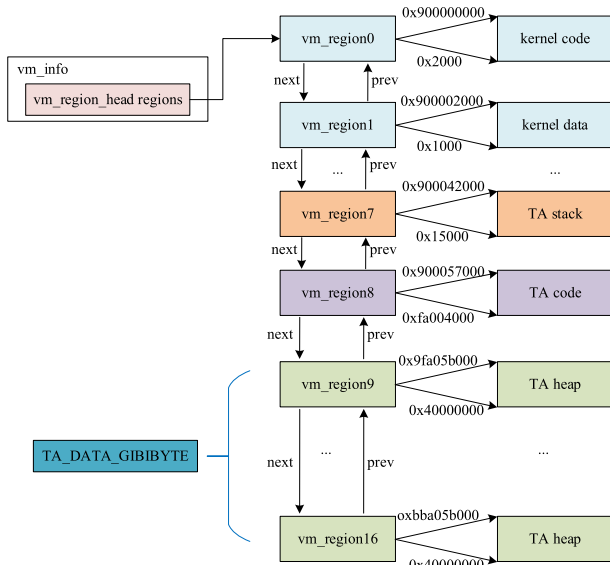 0x900000000
vm_region0
kernel code
0x2000
vm_info
vm_region_head regions
next
prev
0x900002000
vm_region1
kernel data
0x1000
next
...
prev
...
0x900042000
vm_region7
TA stack
0x15000
next
prev
0x900057000
vm_region8
TA code
0xfa004000
next
prev
0x9fa05b000
vm_region9
TA heap
0x40000000
TA_DATA_GIBIBYTE
next
...
prev
...
oxbba05b000
vm_region16
TA heap
0x40000000